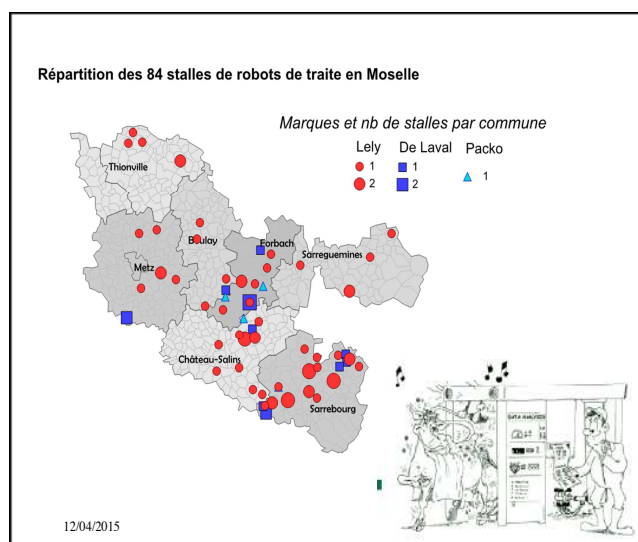 Répartition des 84 stalles de robots de traite en Moselle
Marques et nb de stalles par commune
Lely De Laval Packo
1 1 1
2 2
Thionville
Boulay
Forbach
Sarreguemines
Metz
Château-Salins
Sarrebourg
12/04/2015